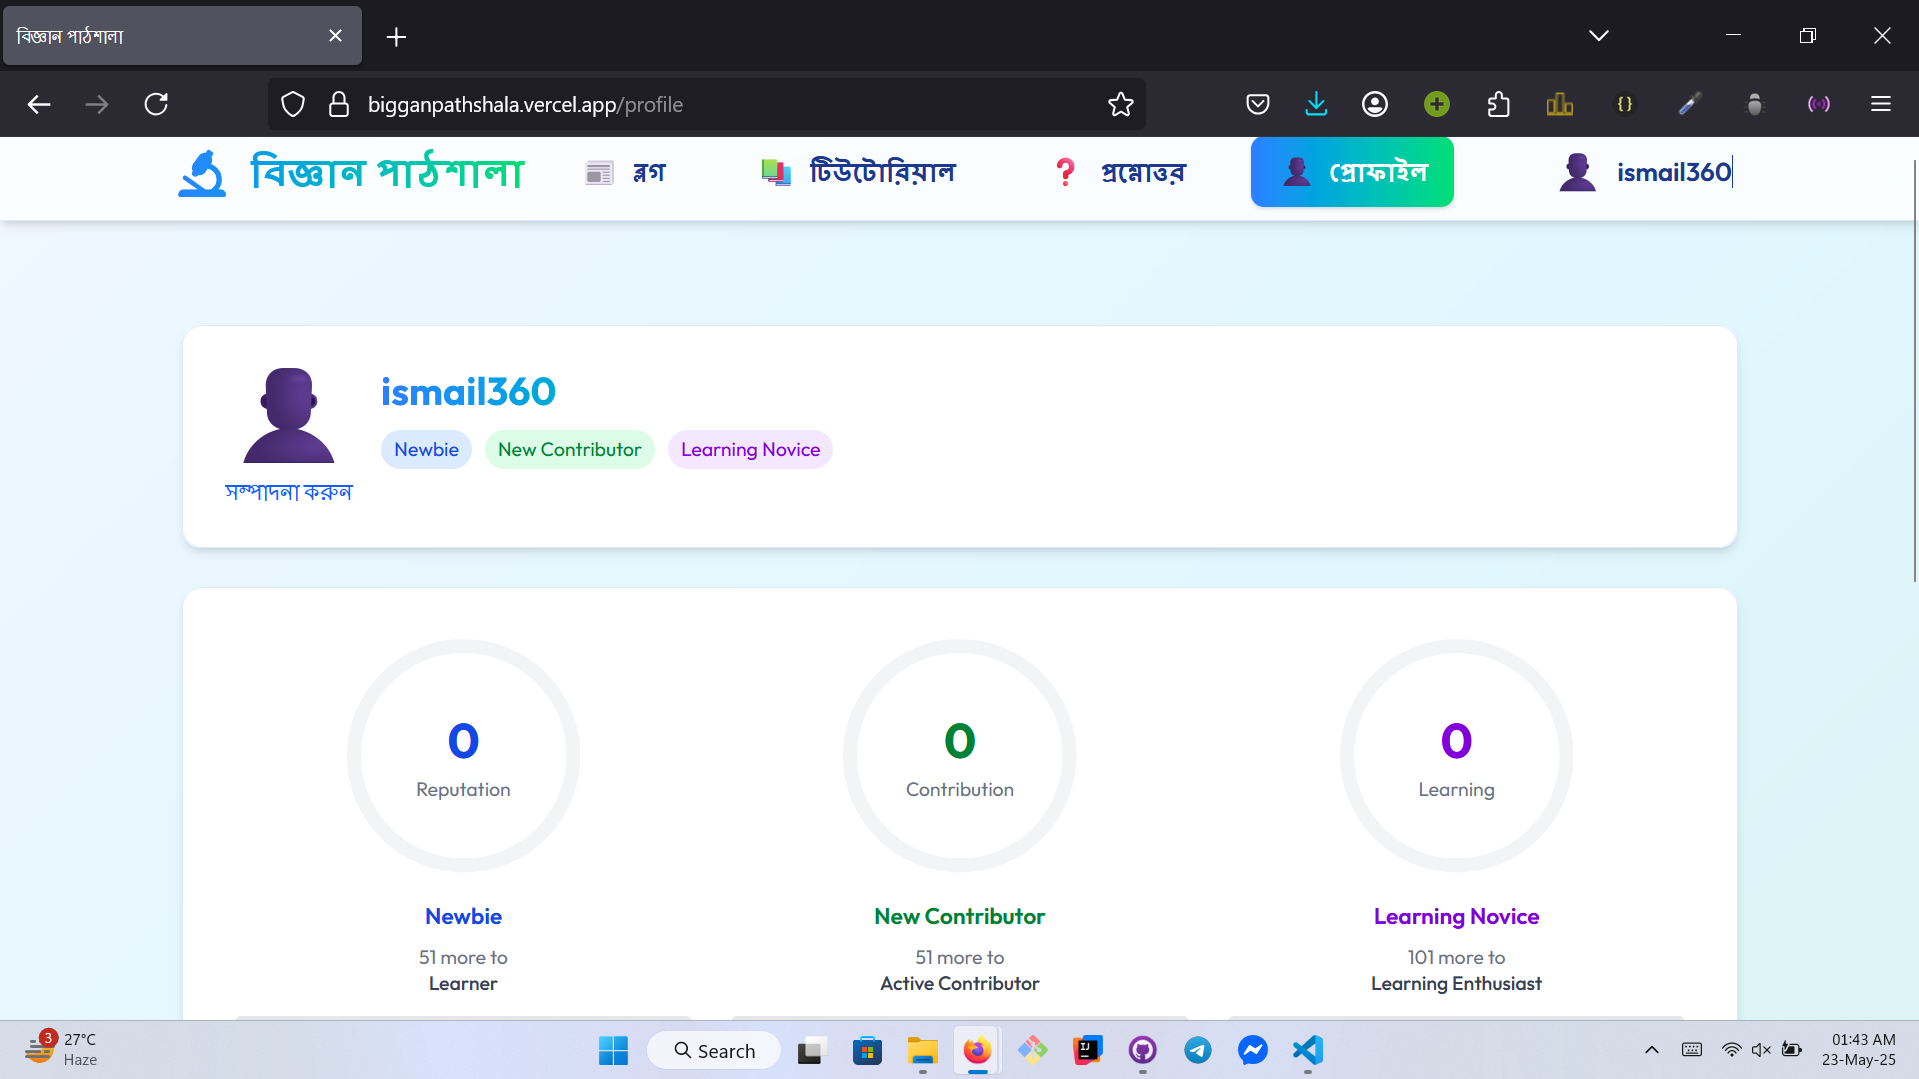 বিজ্ঞান পাঠশালা
bigganpathshala.vercel.app/profile
বিজ্ঞান পাঠশালা
ব্লগ
টিউটোরিয়াল
প্রশ্নোত্তর
প্রোফাইল
ismail360
ismail360
Newbie New Contributor Learning Novice
সম্পাদনা করুন
0
Reputation
Newbie
51 more to
Learner
0
Contribution
New Contributor
51 more to
Active Contributor
0
Learning
Learning Novice
101 more to
Learning Enthusiast
3
27°C
Haze
Search
IJ
01:43 AM
23-May-25